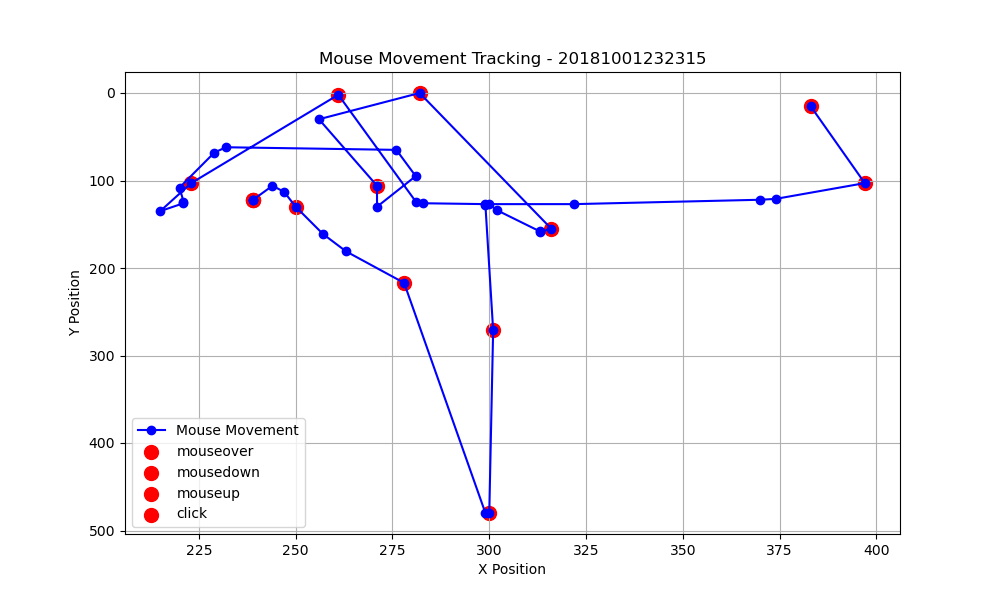 Mouse Movement Tracking - 20181001232315
Y Position
0
100
200
300
400
500
Mouse Movement
mouseover
mousedown
mouseup
click
225
250
275
300
325
350
375
400
X Position